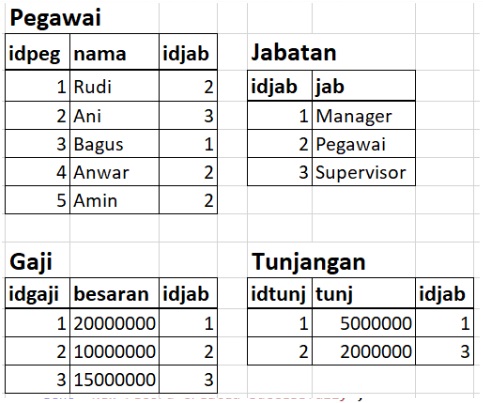 Pegawai
idpeg nama idjab
1 Rudi 2
2 Ani 3
3 Bagus 1
4 Anwar 2
5 Amin 2
Jabatan
idjab jab
1 Manager
2 Pegawai
3 Supervisor
Gaji
idgaji besaran idjab
1 20000000 1
2 10000000 2
3 15000000 3
Tunjangan
idtunj tunj idjab
1 5000000 1
2 2000000 3